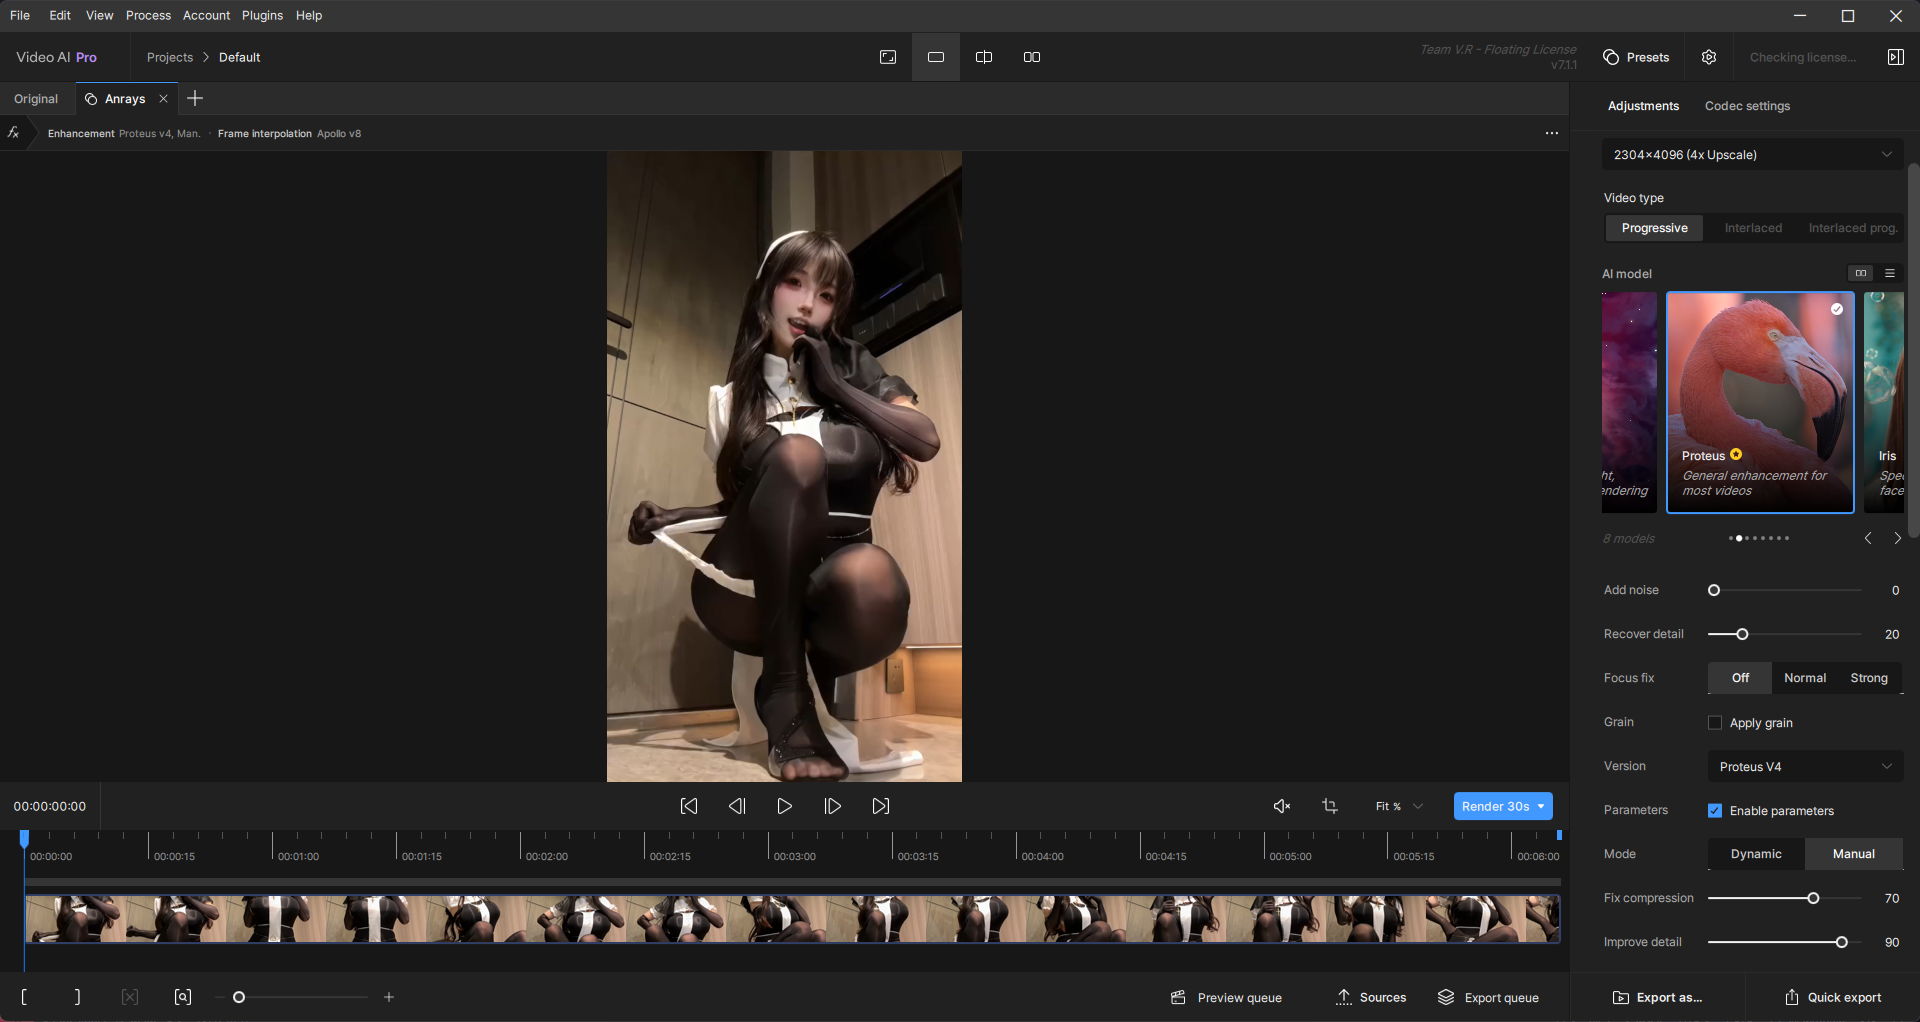 File Edit View Process Account Plugins Help
Video AI Pro
Projects > Default
Team V.R - Floating License
v7.1.1
Presets
Checking license...
Original
Anrays
Adjustments
Codec settings
Enhancement Proteus v4, Man. · Frame interpolation Apollo v8
2304×4096 (4x Upscale)
Video type
Progressive Interlaced Interlaced prog.
AI model
ht,
endering
Proteus
General enhancement for
most videos
Iris
Spe
face
8 models
Add noise 0
Recover detail 20
Focus fix Off Normal Strong
Grain Apply grain
Version Proteus V4
Parameters Enable parameters
Mode Dynamic Manual
Fix compression 70
Improve detail 90
00:00:00:00
Fit %
Render 30s
00:00:00 00:00:15 00:01:00 00:01:15 00:02:00 00:02:15 00:03:00 00:03:15 00:04:00 00:04:15 00:05:00 00:05:15 00:06:00
Preview queue
Sources
Export queue
Export as...
Quick export